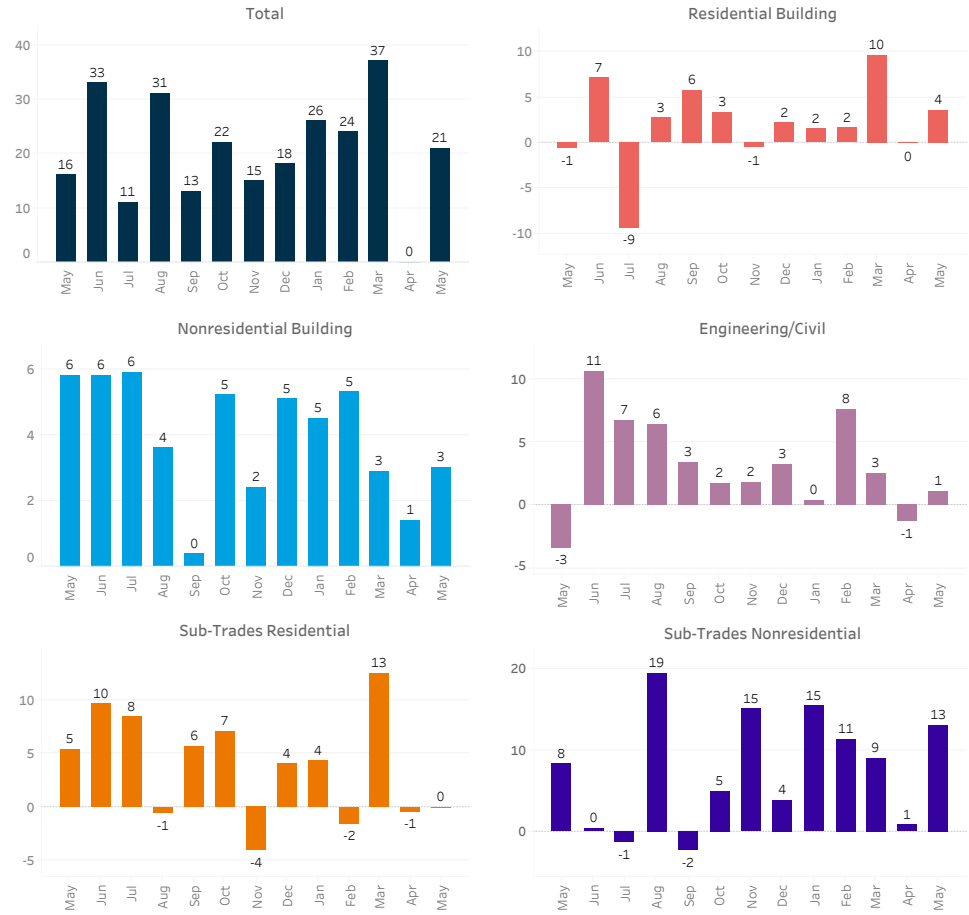 Total
40
30
20
10
0
16
33
11
31
13
22
15
18
26
24
37
0
21
May
Jun
Jul
Aug
Sep
Oct
Nov
Dec
Jan
Feb
Mar
Apr
May
Residential Building
10
5
0
-5
-10
-1
7
-9
3
6
3
-1
2
2
2
10
0
4
May
Jun
Jul
Aug
Sep
Oct
Nov
Dec
Jan
Feb
Mar
Apr
May
Nonresidential Building
6
4
2
0
6
6
6
4
0
5
2
5
5
5
3
1
3
May
Jun
Jul
Aug
Sep
Oct
Nov
Dec
Jan
Feb
Mar
Apr
May
Engineering/Civil
10
5
0
-5
-3
11
7
6
3
2
2
3
0
8
3
-1
1
May
Jun
Jul
Aug
Sep
Oct
Nov
Dec
Jan
Feb
Mar
Apr
May
Sub-Trades Residential
10
5
0
-5
5
10
8
-1
6
7
-4
4
4
-2
13
-1
0
May
Jun
Jul
Aug
Sep
Oct
Nov
Dec
Jan
Feb
Mar
Apr
May
Sub-Trades Nonresidential
20
10
0
8
0
-1
19
-2
5
15
4
15
11
9
1
13
May
Jun
Jul
Aug
Sep
Oct
Nov
Dec
Jan
Feb
Mar
Apr
May